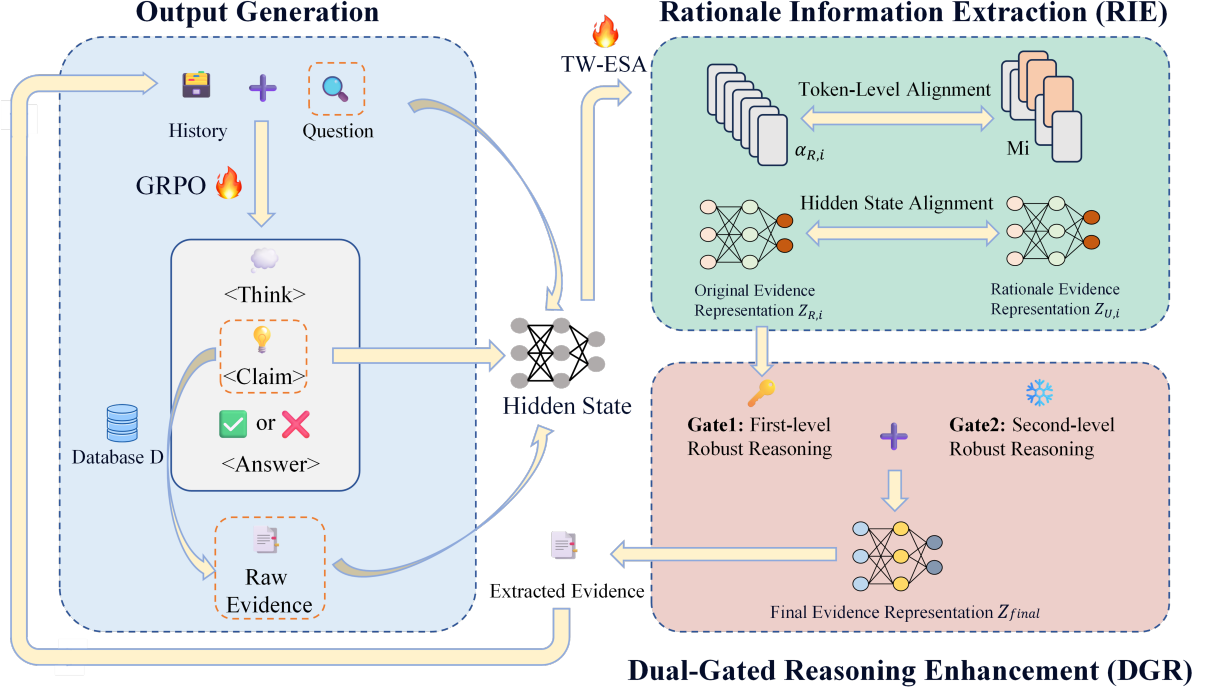 Output Generation
History
Question
GRPO
<Think>
<Claim>
or
<Answer>
Database D
Raw
Evidence
Hidden State
TW-ESA
Rationale Information Extraction (RIE)
Token-Level Alignment
α_{R,i}
Mi
Hidden State Alignment
Original Evidence
Representation Z_{R,i}
Rationale Evidence
Representation Z_{U,i}
Gate1: First-level
Robust Reasoning
Gate2: Second-level
Robust Reasoning
Final Evidence Representation Z_{final}
Extracted Evidence
Dual-Gated Reasoning Enhancement (DGR)